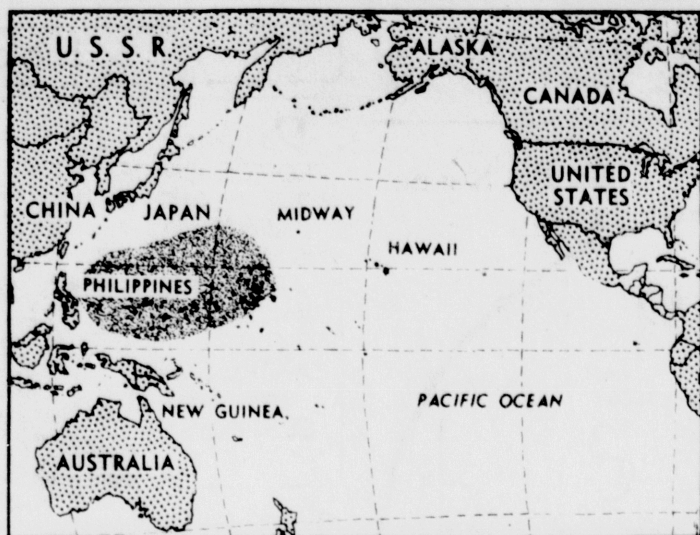 U. S. S. R.
ALASKA
CANADA
UNITED
STATES
CHINA
JAPAN
MIDWAY
HAWAII
PHILIPPINES
PACIFIC OCEAN
NEW GUINEA
AUSTRALIA